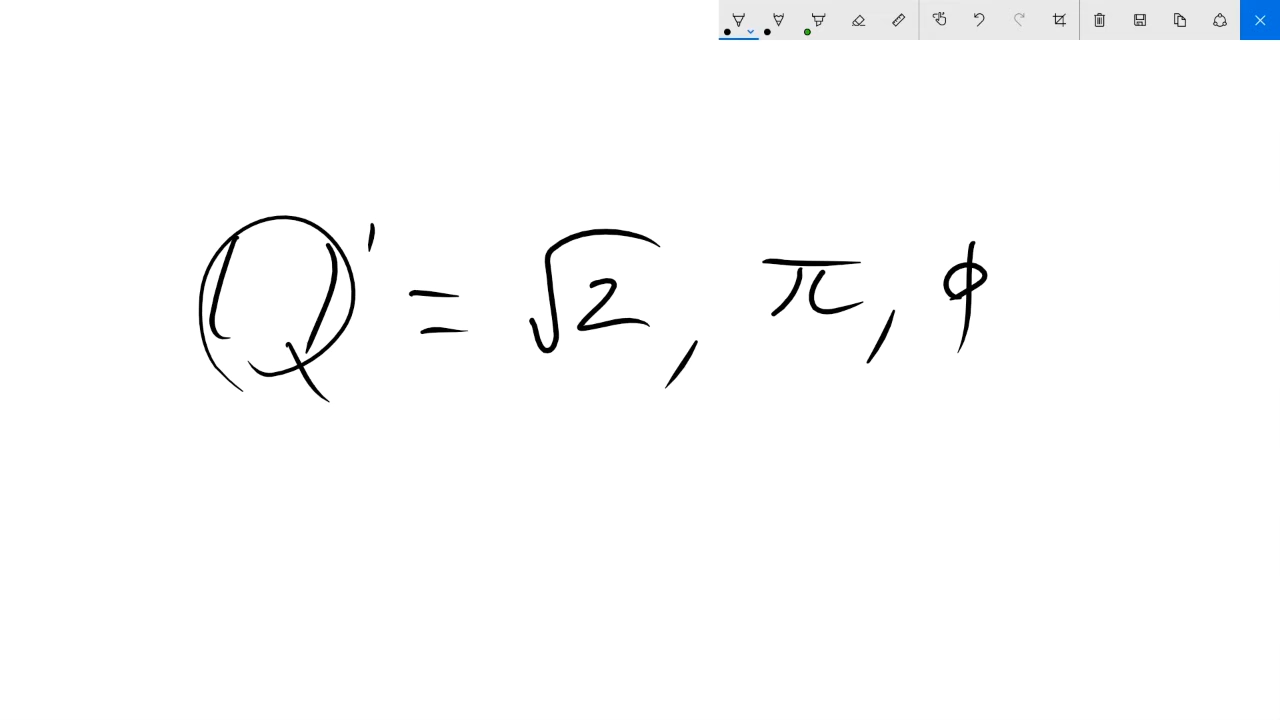 ℚ' = √2, π, φ